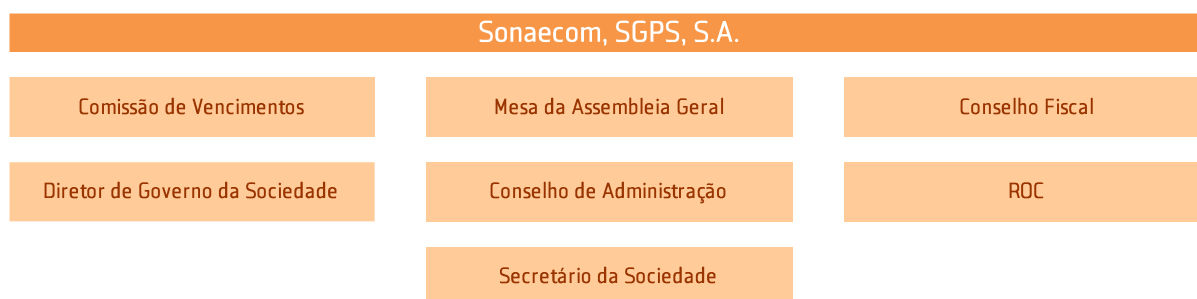 Sonaecom, SGPS, S.A.
Comissão de Vencimentos
Mesa da Assembleia Geral
Conselho Fiscal
Diretor de Governo da Sociedade
Conselho de Administração
ROC
Secretário da Sociedade